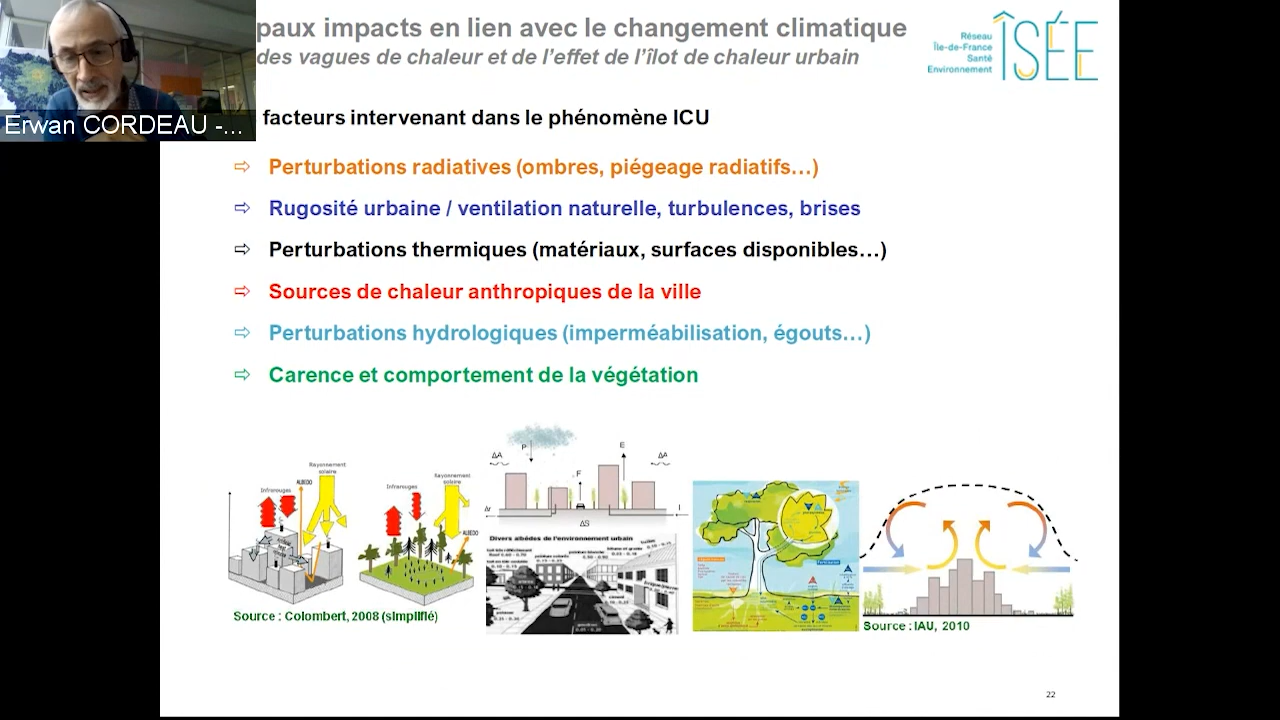 paux impacts en lien avec le changement climatique
des vagues de chaleur et de l'effet de l'îlot de chaleur urbain
Réseau
Île-de-France
Santé
Environnement
ÎSÉE
Erwan CORDEAU -...
facteurs intervenant dans le phénomène ICU
⇨ Perturbations radiatives (ombres, piégeage radiatifs…)
⇨ Rugosité urbaine / ventilation naturelle, turbulences, brises
⇨ Perturbations thermiques (matériaux, surfaces disponibles…)
⇨ Sources de chaleur anthropiques de la ville
⇨ Perturbations hydrologiques (imperméabilisation, égouts…)
⇨ Carence et comportement de la végétation
Rayonnement
solaire
Infrarouges
ALBEDO
Rayonnement
solaire
Infrarouges
ALBEDO
Source : Colombert, 2008 (simplifié)
P
E
ΔA
ΔA
F
ΔS
I
Divers albédos de l'environnement urbain
Source : IAU, 2010
22